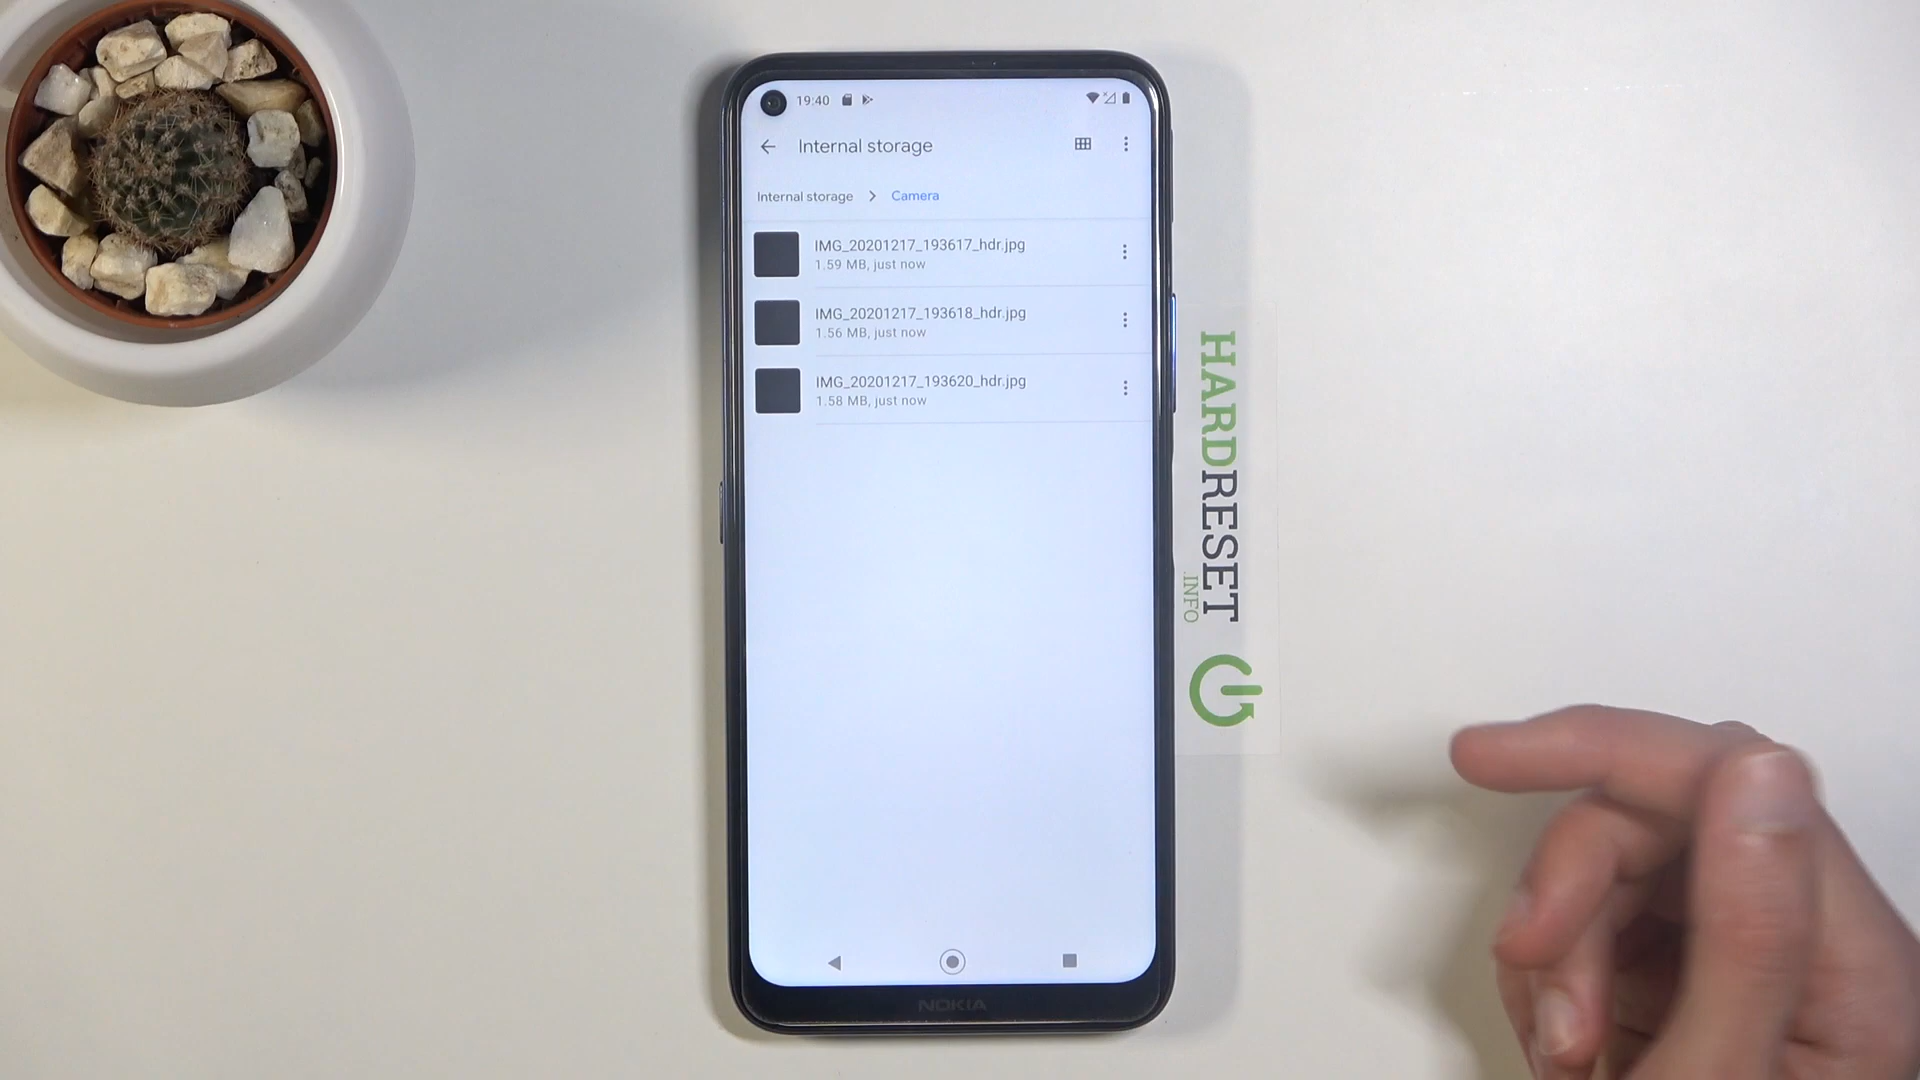 19:40
Internal storage
Internal storage > Camera
IMG_20201217_193617_hdr.jpg
1.59 MB, just now
IMG_20201217_193618_hdr.jpg
1.56 MB, just now
IMG_20201217_193620_hdr.jpg
1.58 MB, just now
NOKIA
HARDRESET
.INFO